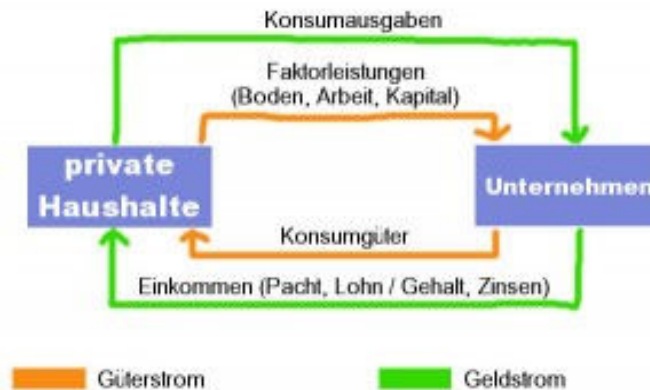 Konsumausgaben
Faktorleistungen
(Boden, Arbeit, Kapital)
private
Haushalte
Unternehmen
Konsumgüter
Einkommen (Pacht, Lohn / Gehalt, Zinsen)
Güterstrom
Geldstrom